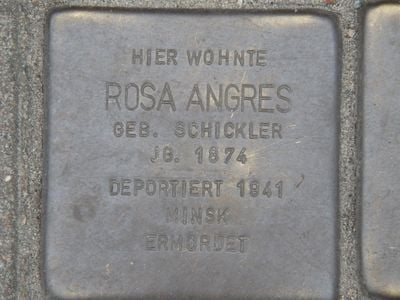 HIER WOHNTE
ROSA ANGRES
GEB. SCHICKLER
JG. 1874
DEPORTIERT 1941
MINSK
ERMORDET